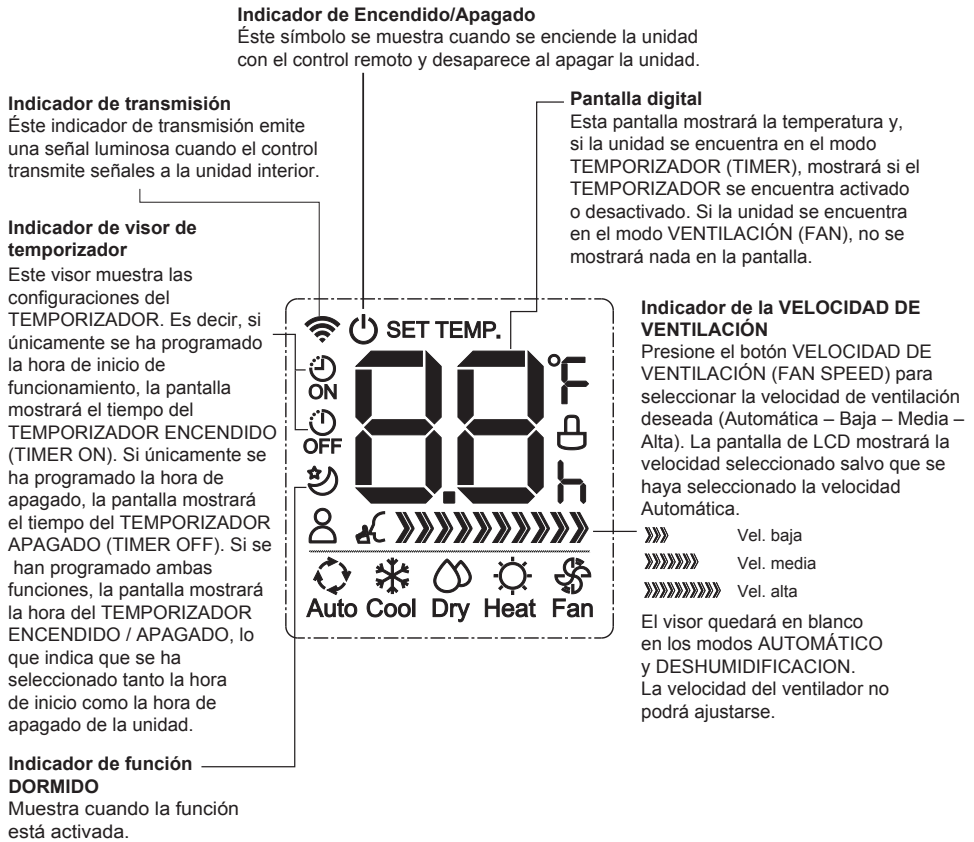 Indicador de Encendido/Apagado
Éste símbolo se muestra cuando se enciende la unidad
con el control remoto y desaparece al apagar la unidad.
Indicador de transmisión
Éste indicador de transmisión emite
una señal luminosa cuando el control
transmite señales a la unidad interior.
Pantalla digital
Esta pantalla mostrará la temperatura y,
si la unidad se encuentra en el modo
TEMPORIZADOR (TIMER), mostrará si el
TEMPORIZADOR se encuentra activado
o desactivado. Si la unidad se encuentra
en el modo VENTILACIÓN (FAN), no se
mostrará nada en la pantalla.
Indicador de visor de
temporizador
Este visor muestra las
configuraciones del
TEMPORIZADOR. Es decir, si
únicamente se ha programado
la hora de inicio de
funcionamiento, la pantalla
mostrará el tiempo del
TEMPORIZADOR ENCENDIDO
(TIMER ON). Si únicamente se
ha programado la hora de
apagado, la pantalla mostrará
el tiempo del TEMPORIZADOR
APAGADO (TIMER OFF). Si se
han programado ambas
funciones, la pantalla mostrará
la hora del TEMPORIZADOR
ENCENDIDO / APAGADO, lo
que indica que se ha
seleccionado tanto la hora
de inicio como la hora de
apagado de la unidad.
Indicador de función
DORMIDO
Muestra cuando la función
está activada.
SET TEMP.
ON
OFF
8.8
°F
h
Auto Cool Dry Heat Fan
Indicador de la VELOCIDAD DE
VENTILACIÓN
Presione el botón VELOCIDAD DE
VENTILACIÓN (FAN SPEED) para
seleccionar la velocidad de ventilación
deseada (Automática – Baja – Media –
Alta). La pantalla de LCD mostrará la
velocidad seleccionado salvo que se
haya seleccionado la velocidad
Automática.
Vel. baja
Vel. media
Vel. alta
El visor quedará en blanco
en los modos AUTOMÁTICO
y DESHUMIDIFICACION.
La velocidad del ventilador no
podrá ajustarse.